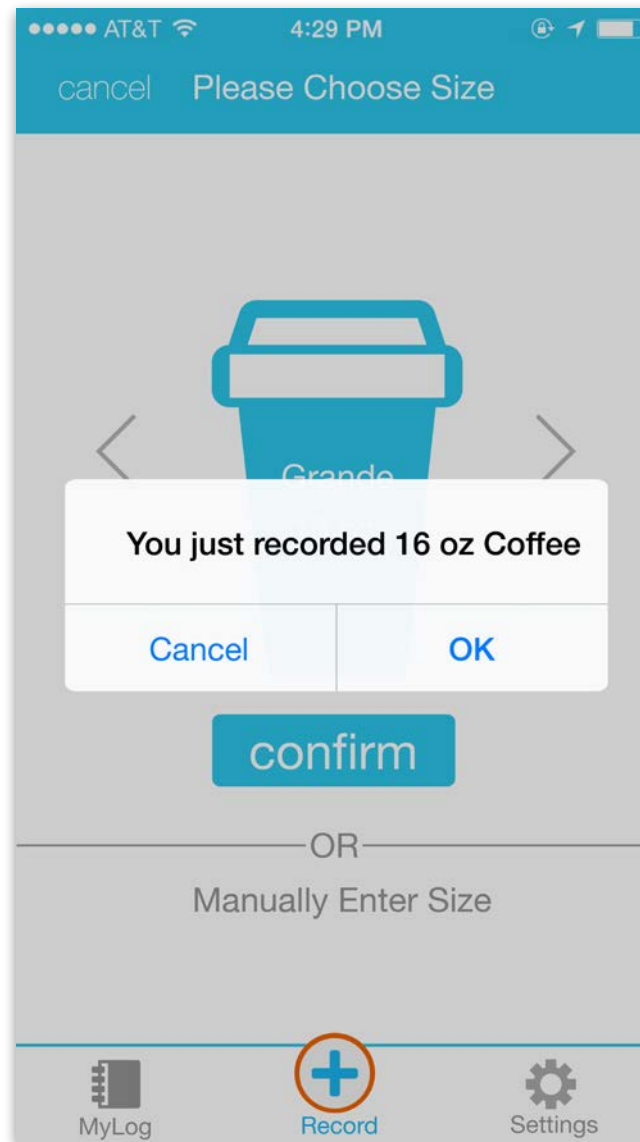 AT&T 4:29 PM
cancel Please Choose Size
Grande
You just recorded 16 oz Coffee
Cancel OK
confirm
OR
Manually Enter Size
MyLog Record Settings